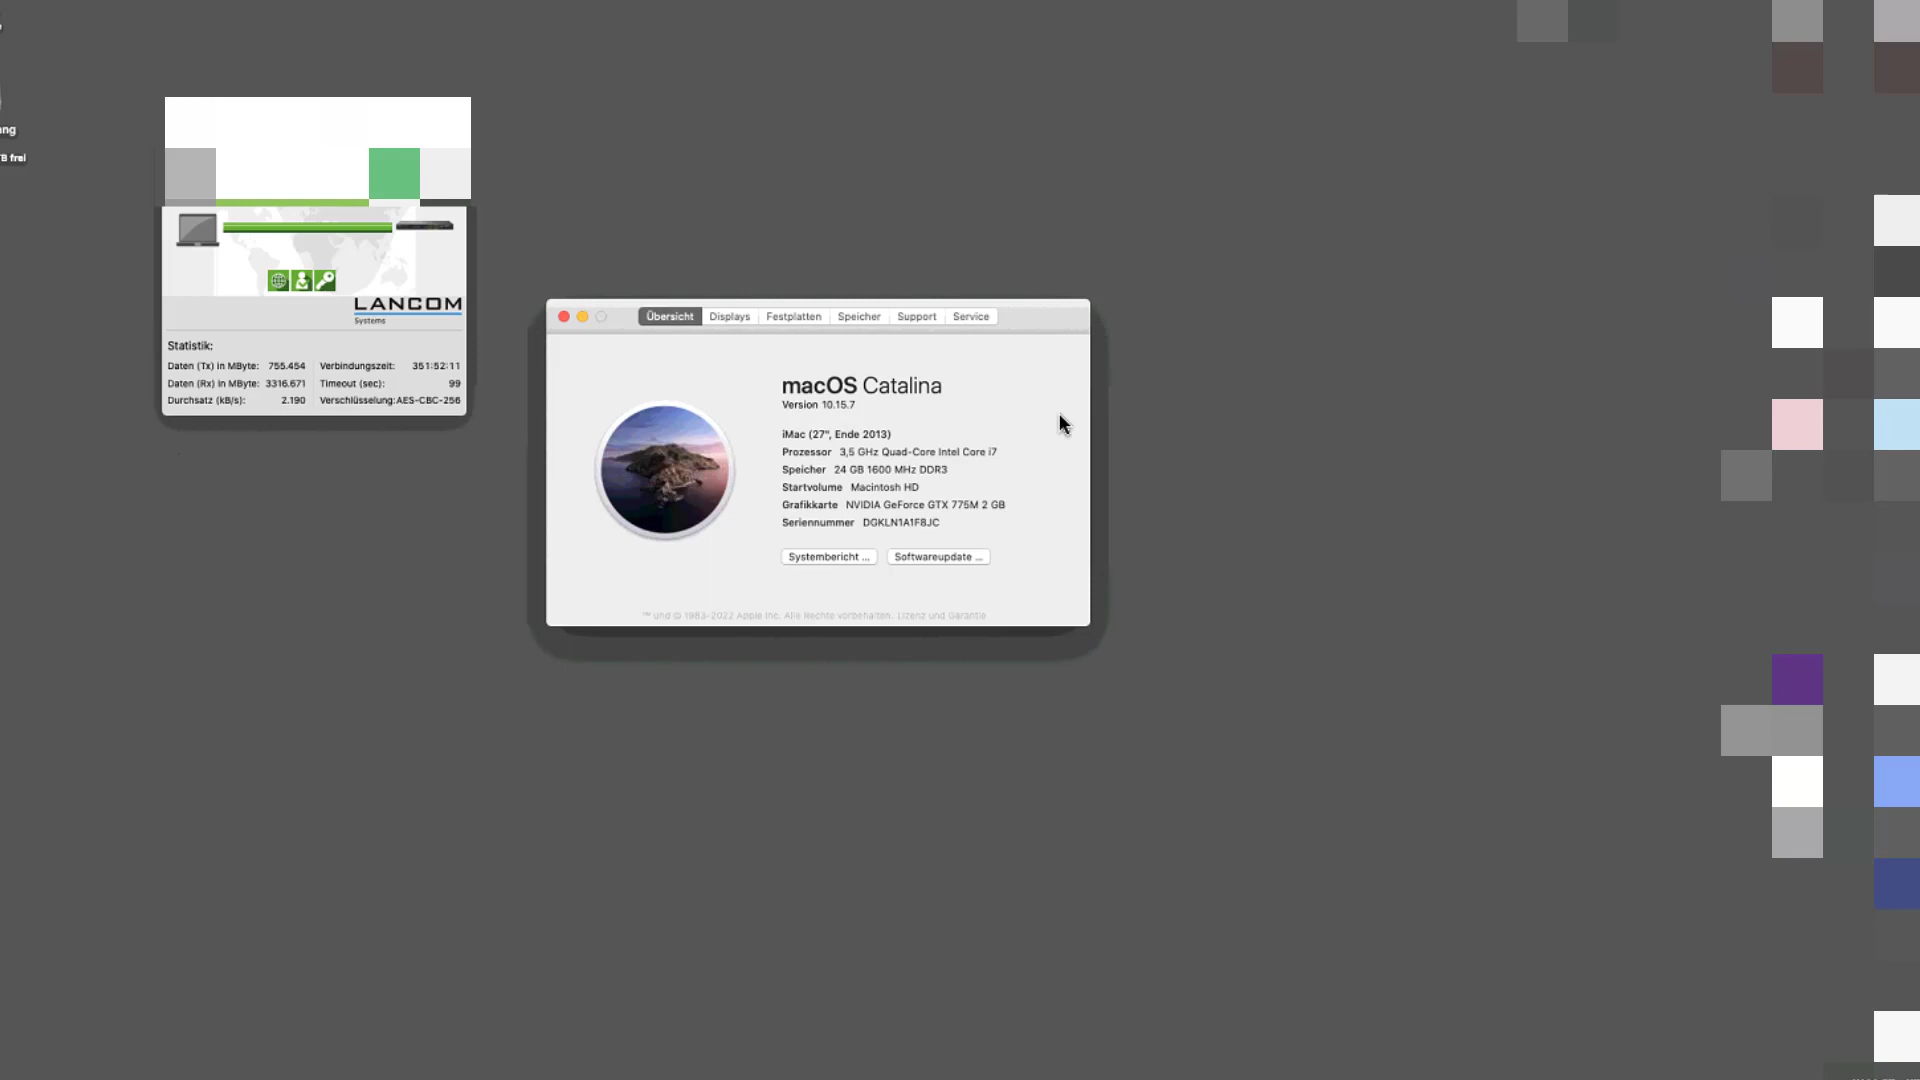 ang
TB frei
LANCOM
Systems
Statistik:
Daten (Tx) in MByte: 755.454 Verbindungszeit: 351:52:11
Daten (Rx) in MByte: 3316.671 Timeout (sec): 99
Durchsatz (kB/s): 2.190 Verschlüsselung: AES-CBC-256
Übersicht Displays Festplatten Speicher Support Service
macOS Catalina
Version 10.15.7
iMac (27", Ende 2013)
Prozessor 3,5 GHz Quad-Core Intel Core i7
Speicher 24 GB 1600 MHz DDR3
Startvolume Macintosh HD
Grafikkarte NVIDIA GeForce GTX 775M 2 GB
Seriennummer DGKLN1A1F8JC
Systembericht ... Softwareupdate ...
™ und © 1983–2022 Apple Inc. Alle Rechte vorbehalten. Lizenz und Garantie